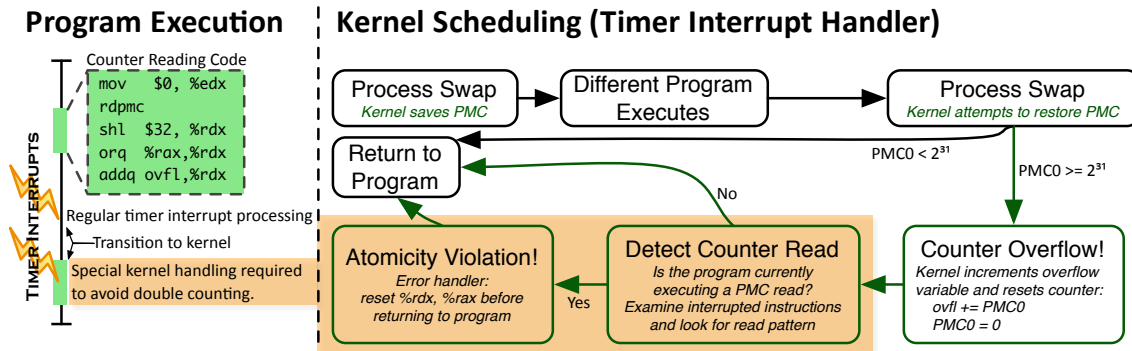 Program Execution
Counter Reading Code
mov $0, %edx
rdpmc
shl $32, %rdx
orq %rax,%rdx
addq ovfl,%rdx
Timer Interrupts
Regular timer interrupt processing
Transition to kernel
Special kernel handling required
to avoid double counting.
Kernel Scheduling (Timer Interrupt Handler)
Process Swap
Kernel saves PMC
Different Program
Executes
Process Swap
Kernel attempts to restore PMC
PMC0 < 2³¹
PMC0 >= 2³¹
Return to
Program
No
Atomicity Violation!
Error handler:
reset %rdx, %rax before
returning to program
Yes
Detect Counter Read
Is the program currently
executing a PMC read?
Examine interrupted instructions
and look for read pattern
Counter Overflow!
Kernel increments overflow
variable and resets counter:
ovfl += PMC0
PMC0 = 0